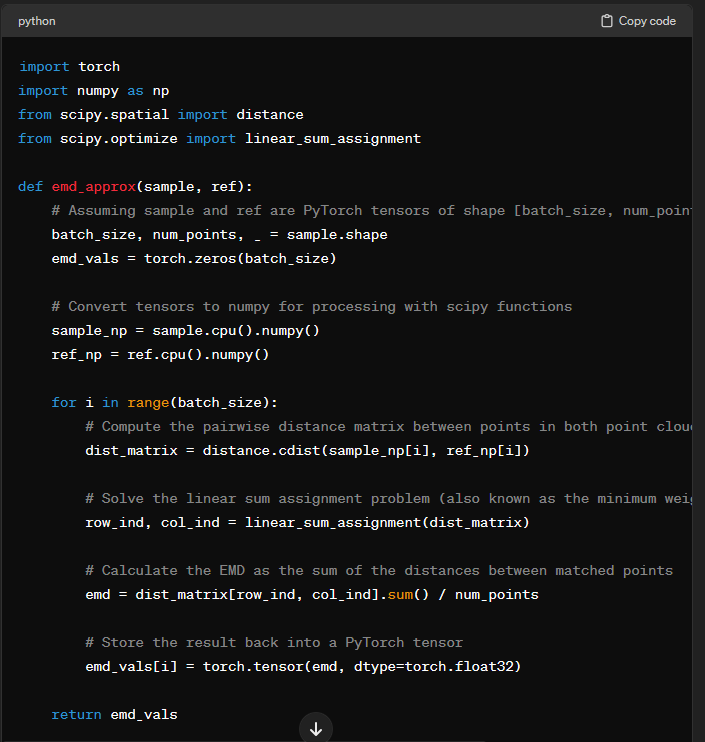 python
Copy code
import torch
import numpy as np
from scipy.spatial import distance
from scipy.optimize import linear_sum_assignment
def emd_approx(sample, ref):
# Assuming sample and ref are PyTorch tensors of shape [batch_size,
batch_size, num_points, _ = sample.shape
emd_vals = torch.zeros(batch_size)
# Convert tensors to numpy for processing with scipy functions
sample_np = sample.cpu().numpy()
ref_np = ref.cpu().numpy()
for i in range(batch_size):
# Compute the pairwise distance matrix between points in both point
dist_matrix = distance.cdist(sample_np[i], ref_np[i])
# Solve the linear sum assignment problem (also known as the minimum
row_ind, col_ind = linear_sum_assignment(dist_matrix)
# Calculate the EMD as the sum of the distances between matched points
emd = dist_matrix[row_ind, col_ind].sum() / num_points
# Store the result back into a PyTorch tensor
emd_vals[i] = torch.tensor(emd, dtype=torch.float32)
return emd_vals